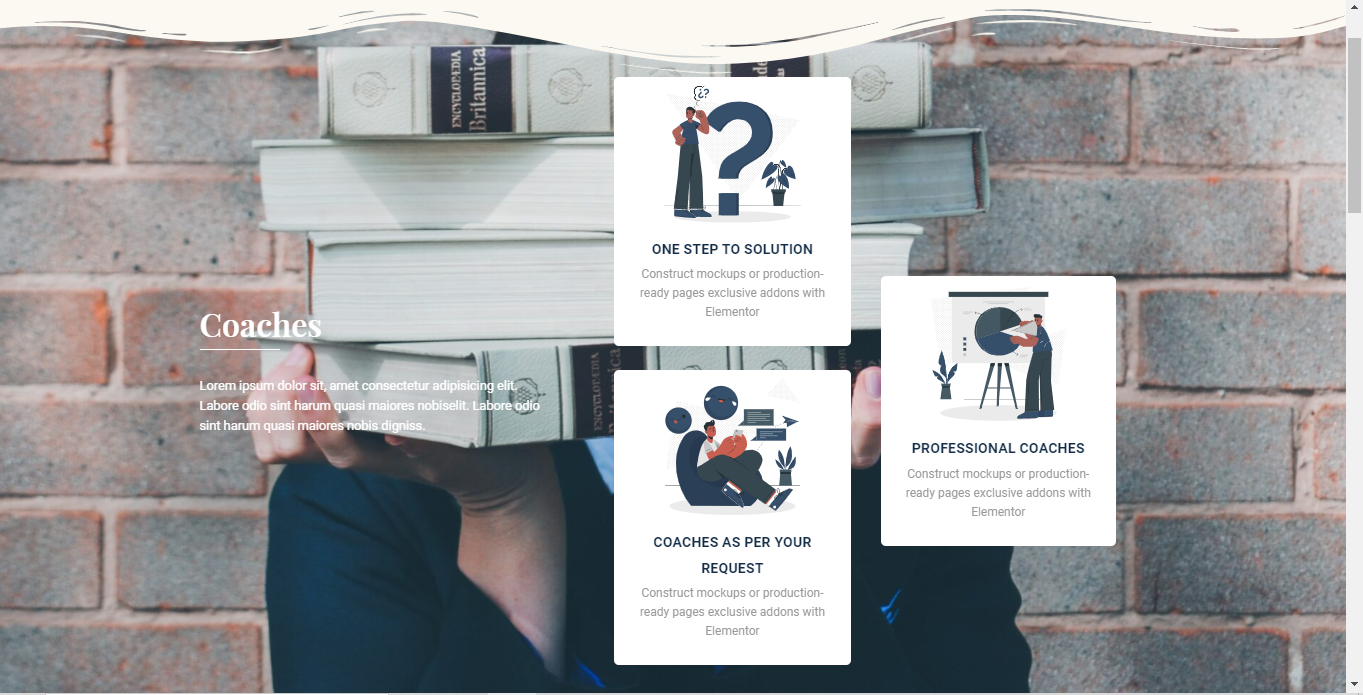 ENCYCLOPÆDIA
Britannica
¿?
ONE STEP TO SOLUTION
Construct mockups or production-
ready pages exclusive addons with
Elementor
Coaches
Lorem ipsum dolor sit, amet consectetur adipisicing elit.
Labore odio sint harum quasi maiores nobiselit. Labore odio
sint harum quasi maiores nobis digniss.
COACHES AS PER YOUR
REQUEST
Construct mockups or production-
ready pages exclusive addons with
Elementor
PROFESSIONAL COACHES
Construct mockups or production-
ready pages exclusive addons with
Elementor